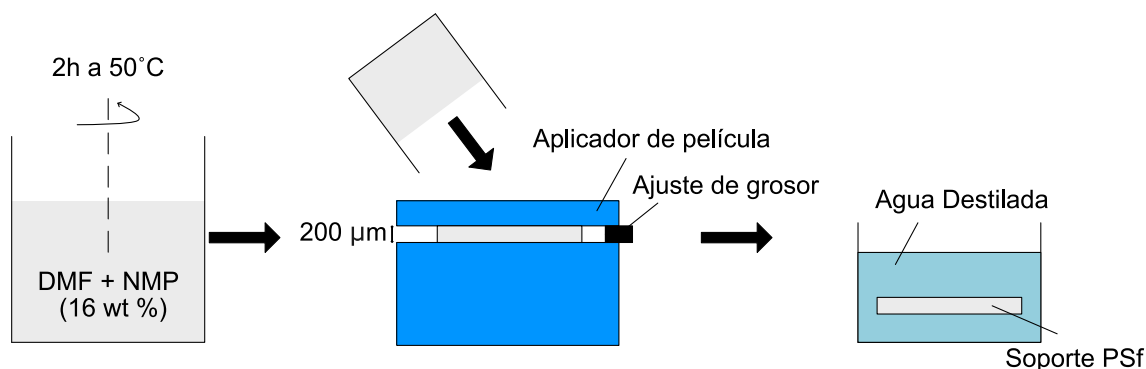 2h a 50˚C
DMF + NMP
(16 wt %)
200 µm
Aplicador de película
Ajuste de grosor
Agua Destilada
Soporte PSf